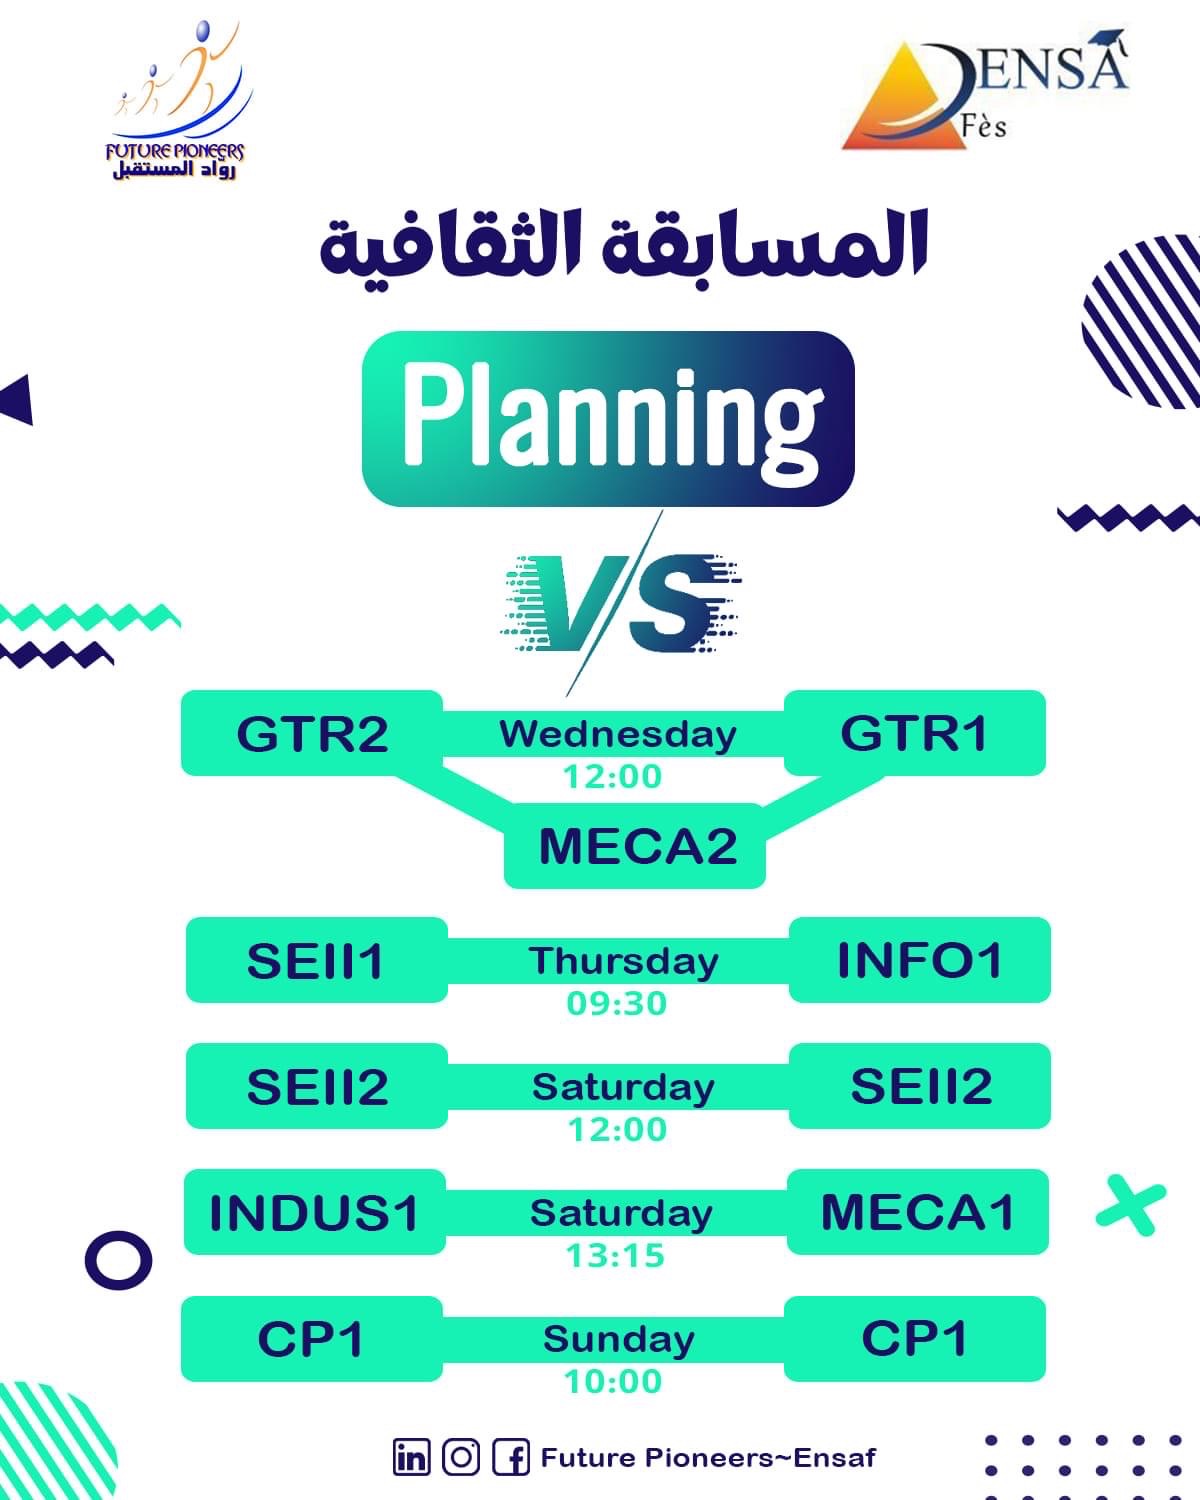 FUTURE PIONEERS
رواد المستقبل
ENSA
Fès
المسابقة الثقافية
Planning
VS
GTR2 Wednesday GTR1
12:00
MECA2
SEII1 Thursday INFO1
09:30
SEII2 Saturday SEII2
12:00
INDUS1 Saturday MECA1
13:15
CP1 Sunday CP1
10:00
in f Future Pioneers~Ensaf